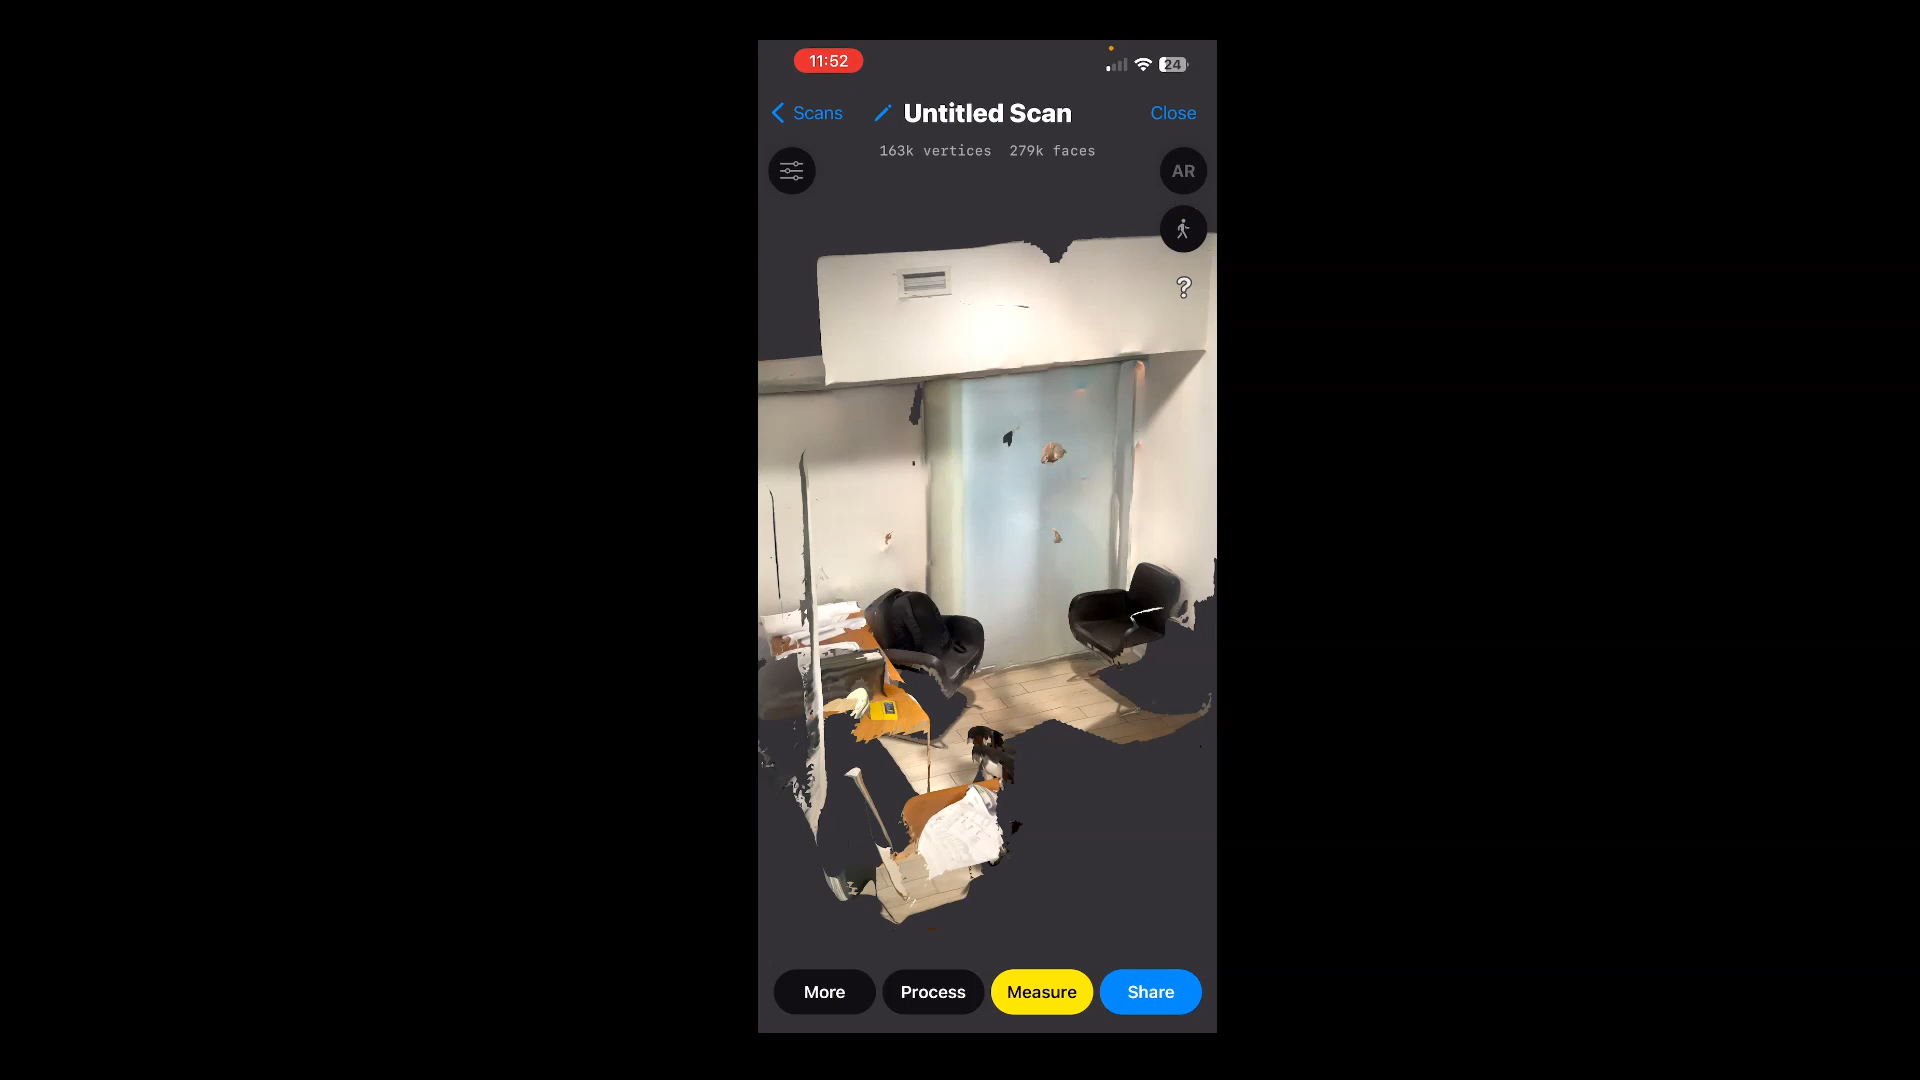 11:52
24
Scans
Untitled Scan
Close
163k vertices 279k faces
AR
?
More
Process
Measure
Share